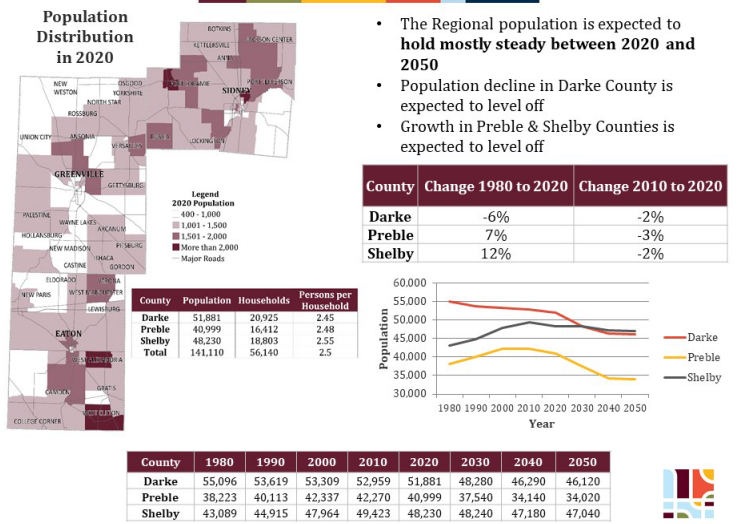 Population
Distribution
in 2020
BOTKINS
JACKSON CENTER
KETTLERSVILLE
ANNA
SIDNEY
NEW
WESTON
OSGOOD
YORKSHIRE
NORTH STAR
ROSSBURG
UNION CITY
ANSONIA
VERSAILLES
LOCKINGTON
GREENVILLE
GETTYSBURG
PALESTINE
WAYNE LAKES
ARCANUM
HOLLANSBURG
NEW MADISON
PITSBURG
ITHACA
CASTINE
GORDON
ELDORADO
VERONA
NEW PARIS
WEST MANCHESTER
LEWISBURG
EATON
WEST ALEXANDRIA
CAMDEN
GRATIS
WEST ELKTON
COLLEGE CORNER
Legend
2020 Population
400 - 1,000
1,001 - 1,500
1,501 - 2,000
More than 2,000
Major Roads
County Population Households Persons per Household
Darke 51,881 20,925 2.45
Preble 40,999 16,412 2.48
Shelby 48,230 18,803 2.55
Total 141,110 56,140 2.5
• The Regional population is expected to
hold mostly steady between 2020 and
2050
• Population decline in Darke County is
expected to level off
• Growth in Preble & Shelby Counties is
expected to level off
County Change 1980 to 2020 Change 2010 to 2020
Darke -6% -2%
Preble 7% -3%
Shelby 12% -2%
60,000
55,000
50,000
45,000
40,000
35,000
30,000
Population
1980 1990 2000 2010 2020 2030 2040 2050
Year
Darke
Preble
Shelby
County 1980 1990 2000 2010 2020 2030 2040 2050
Darke 55,096 53,619 53,309 52,959 51,881 48,280 46,290 46,120
Preble 38,223 40,113 42,337 42,270 40,999 37,540 34,140 34,020
Shelby 43,089 44,915 47,964 49,423 48,230 48,240 47,180 47,040